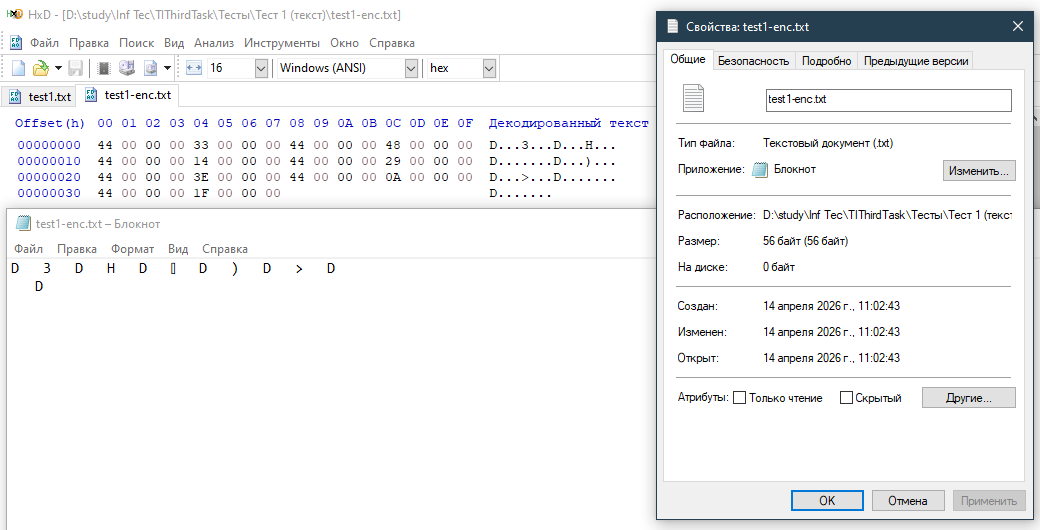 HxD - [D:\study\Inf Tec\TIThirdTask\Тесты\Тест 1 (текст)\test1-enc.txt]
Файл Правка Поиск Вид Анализ Инструменты Окно Справка
16 Windows (ANSI) hex
test1.txt test1-enc.txt
Offset(h) 00 01 02 03 04 05 06 07 08 09 0A 0B 0C 0D 0E 0F Декодированный текст
00000000 44 00 00 00 33 00 00 00 44 00 00 00 48 00 00 00 D...3...D...H...
00000010 44 00 00 00 14 00 00 00 44 00 00 00 29 00 00 00 D.......D...)...
00000020 44 00 00 00 3E 00 00 00 44 00 00 00 0A 00 00 00 D...>...D.......
00000030 44 00 00 00 1F 00 00 00 D.......
test1-enc.txt – Блокнот
Файл Правка Формат Вид Справка
D 3 D H D ▯ D ) D > D
D
Свойства: test1-enc.txt
Общие Безопасность Подробно Предыдущие версии
test1-enc.txt
Тип файла: Текстовый документ (.txt)
Приложение: Блокнот Изменить...
Расположение: D:\study\Inf Tec\TIThirdTask\Тесты\Тест 1 (текст
Размер: 56 байт (56 байт)
На диске: 0 байт
Создан: 14 апреля 2026 г., 11:02:43
Изменен: 14 апреля 2026 г., 11:02:43
Открыт: 14 апреля 2026 г., 11:02:43
Атрибуты: Только чтение Скрытый Другие...
OK Отмена Применить